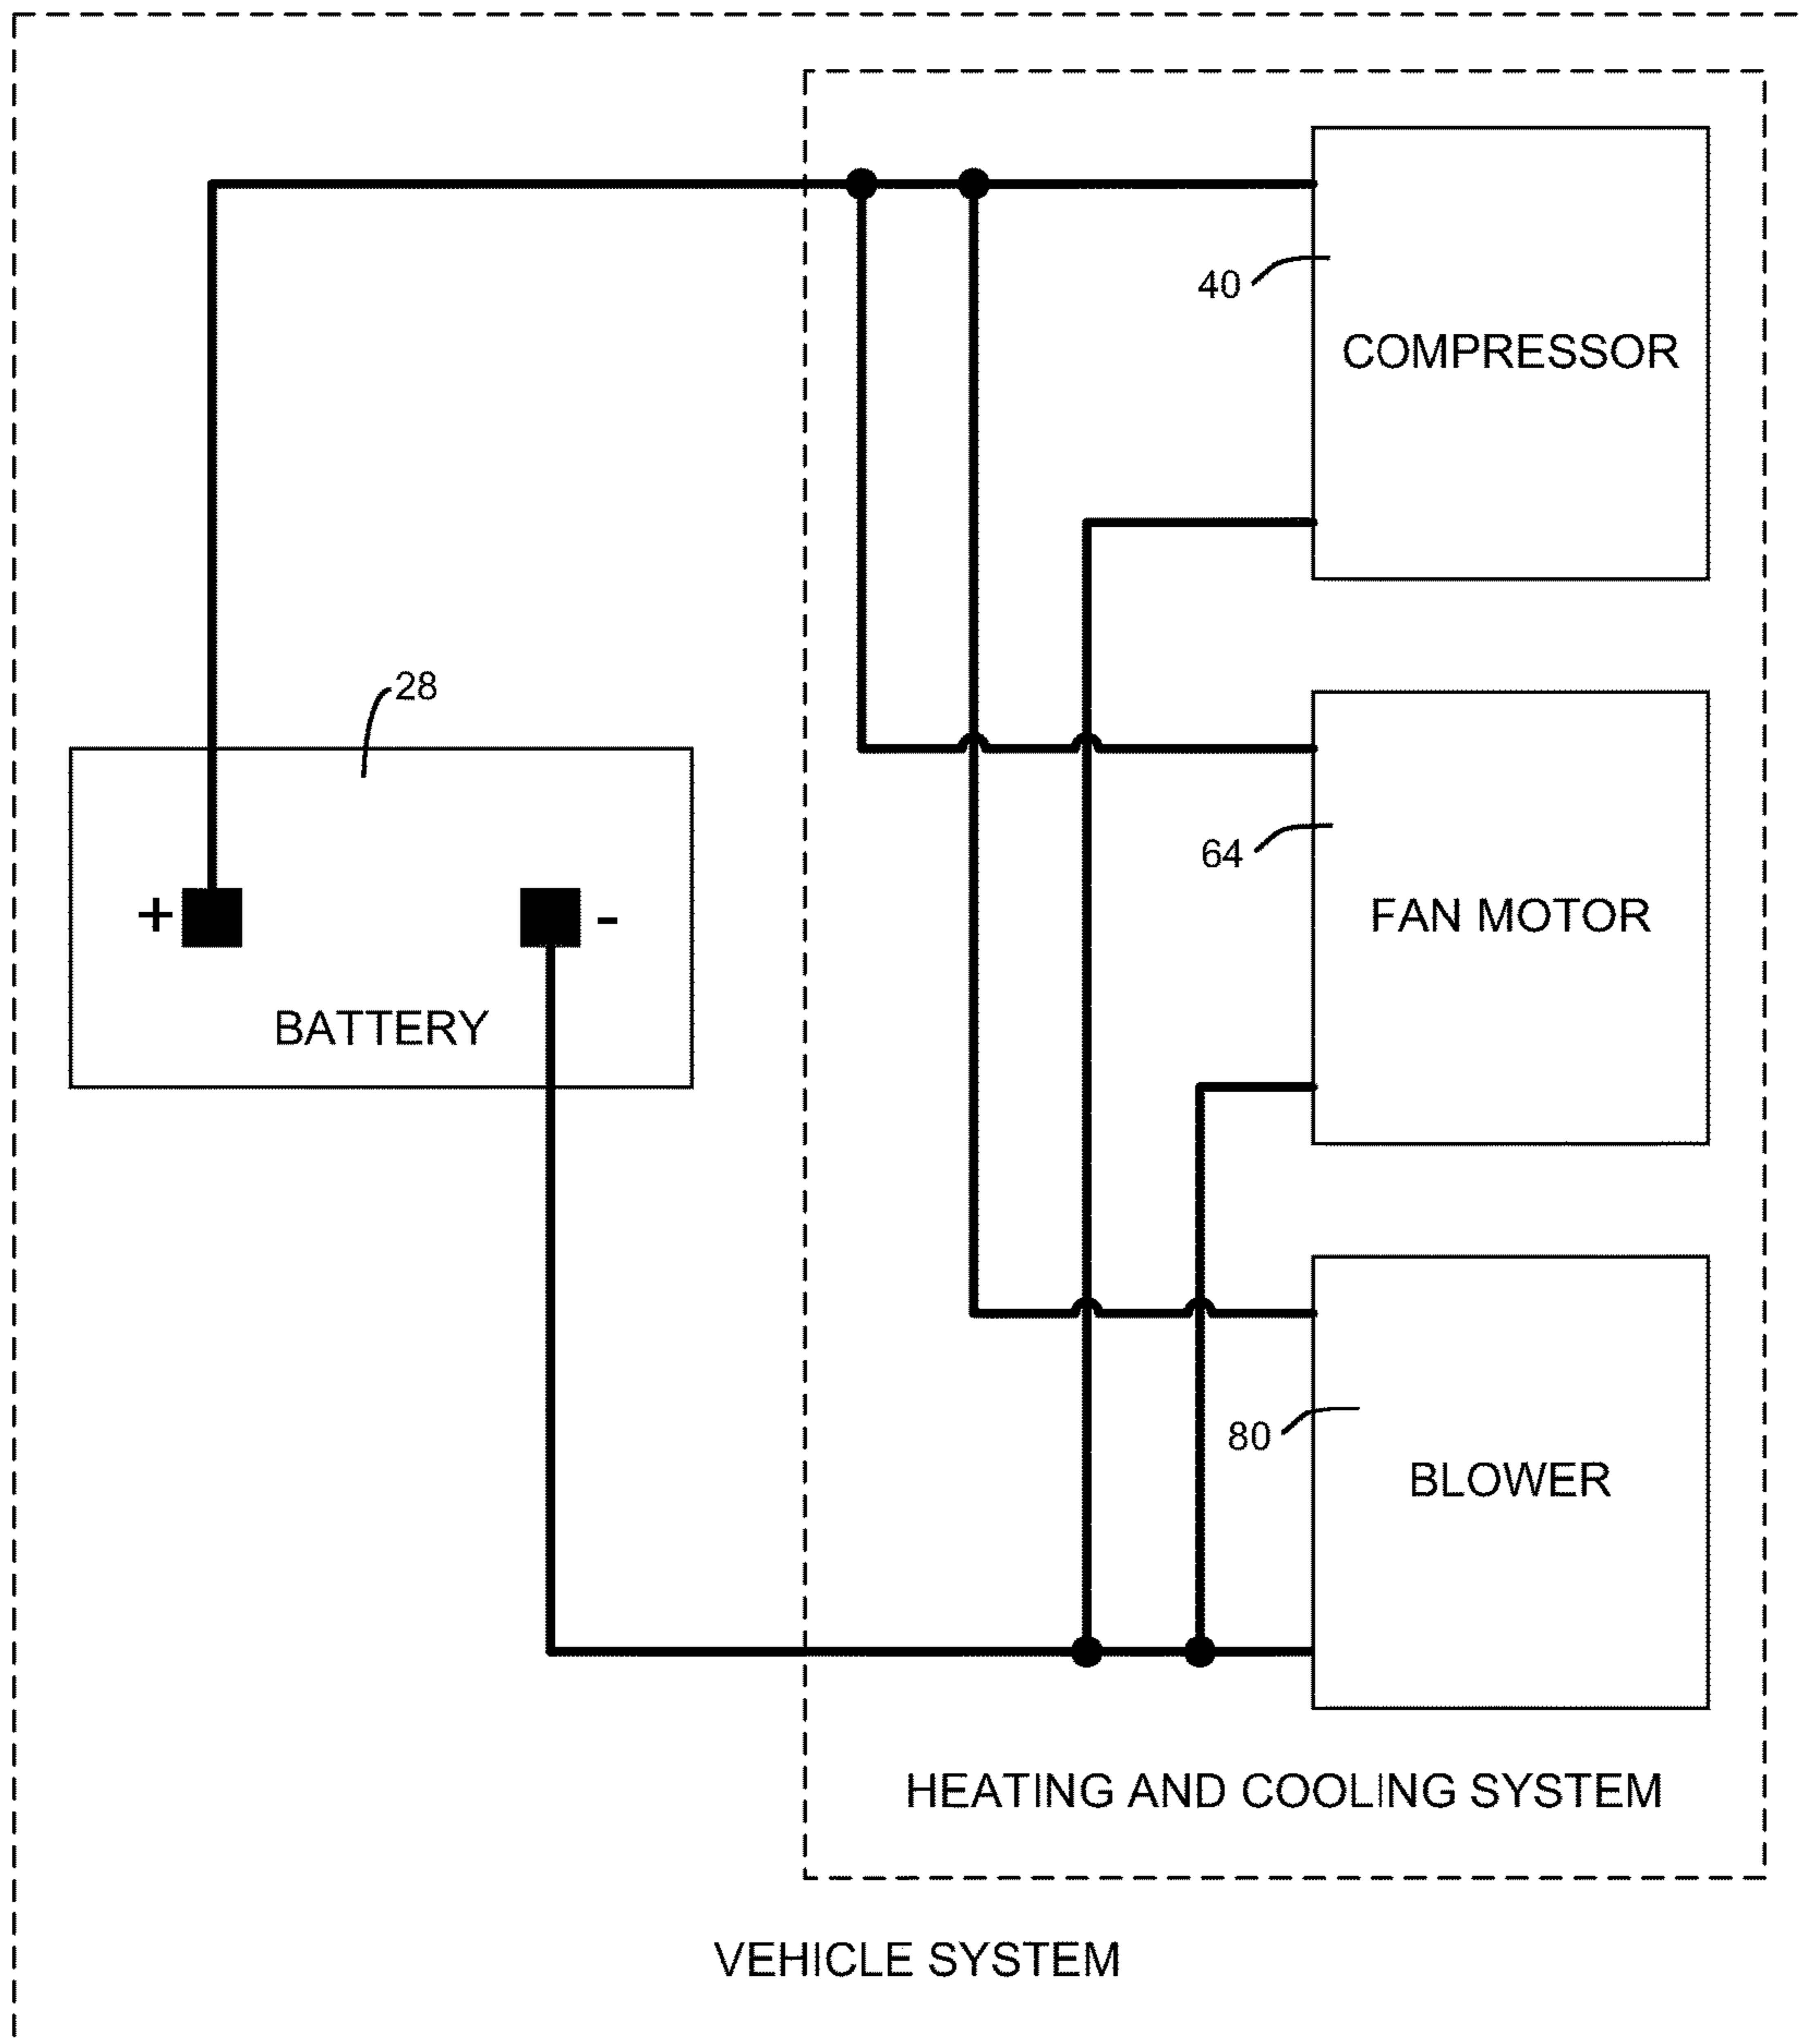 40
COMPRESSOR
28
64
FAN MOTOR
+ -
BATTERY
80
BLOWER
HEATING AND COOLING SYSTEM
VEHICLE SYSTEM